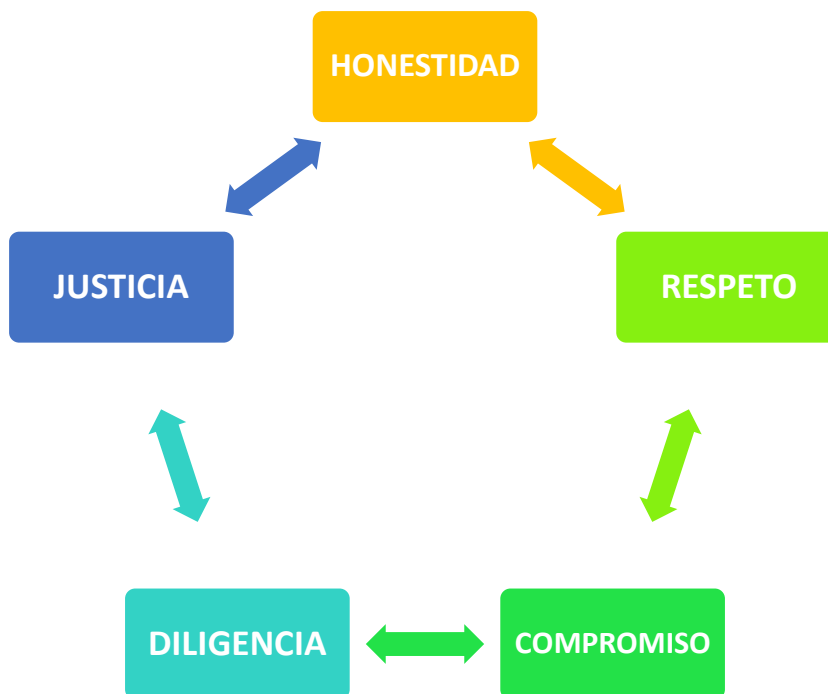 HONESTIDAD
JUSTICIA
RESPETO
DILIGENCIA
COMPROMISO